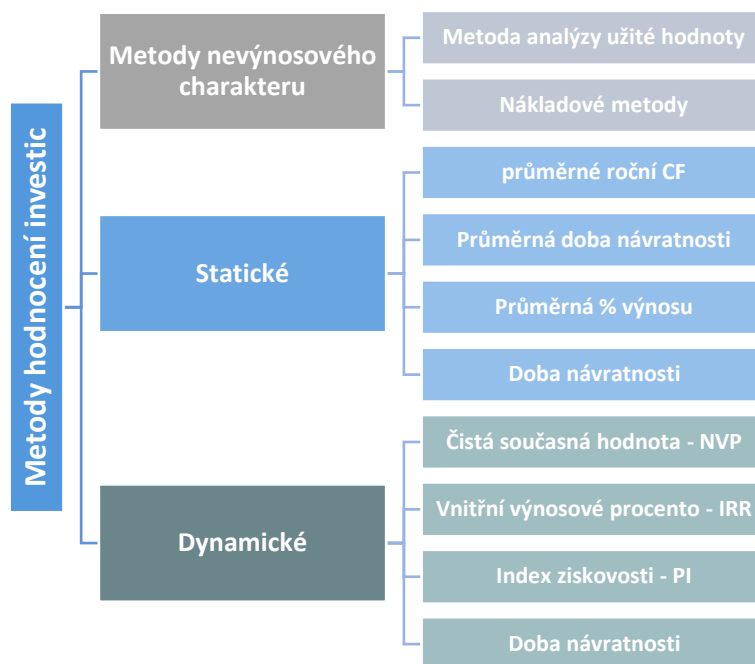 Metody hodnocení investic
Metody nevýnosového
charakteru
Metoda analýzy užité hodnoty
Nákladové metody
Statické
průměrné roční CF
Průměrná doba návratnosti
Průměrná % výnosu
Doba návratnosti
Dynamické
Čistá současná hodnota - NVP
Vnitřní výnosové procento - IRR
Index ziskovosti - PI
Doba návratnosti